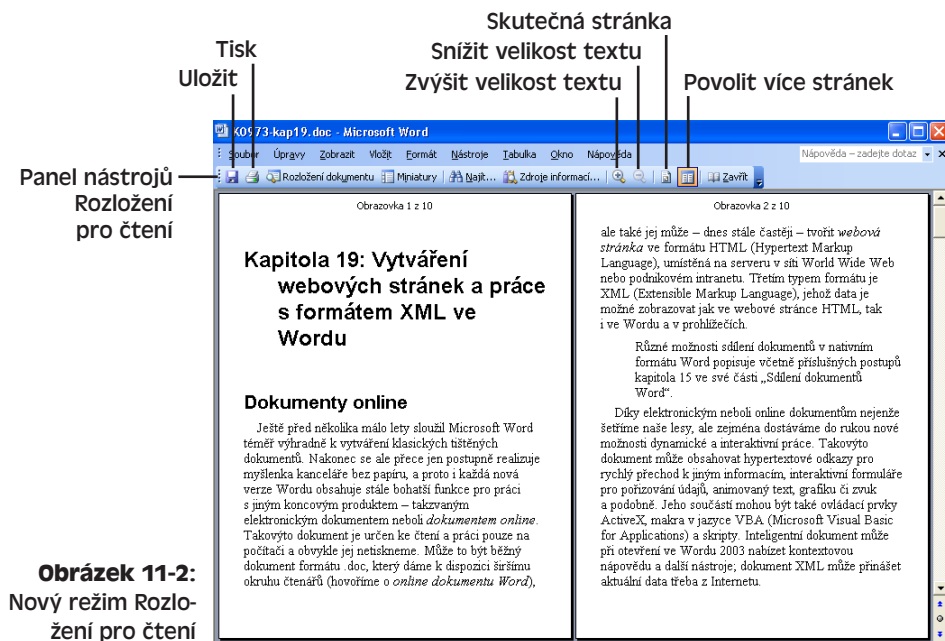 Skutečná stránka
Tisk
Snížit velikost textu
Uložit
Zvýšit velikost textu
Povolit více stránek
K0973-kap19.doc - Microsoft Word
Soubor Úpravy Zobrazit Vložit Formát Nástroje Tabulka Okno Nápověda
Nápověda – zadejte dotaz
Panel nástrojů
Rozložení
pro čtení
Rozložení dokumentu Miniatury Najít... Zdroje informací... Zavřít
Obrazovka 1 z 10
Kapitola 19: Vytváření
webových stránek a práce
s formátem XML ve
Wordu
Dokumenty online
Ještě před několika málo lety sloužil Microsoft Word
téměř výhradně k vytváření klasických tištěných
dokumentů. Nakonec se ale přece jen postupně realizuje
myšlenka kanceláře bez papíru, a proto i každá nová
verze Wordu obsahuje stále bohatší funkce pro práci
s jiným koncovým produktem – takzvaným
elektronickým dokumentem neboli dokumentem online.
Takovýto dokument je určen ke čtení a práci pouze na
počítači a obvykle jej netiskneme. Může to být běžný
dokument formátu .doc, který dáme k dispozici širšímu
okruhu čtenářů (hovoříme o online dokumentu Word),
Obrazovka 2 z 10
ale také jej může – dnes stále častěji – tvořit webová
stránka ve formátu HTML (Hypertext Markup
Language), umístěná na serveru v síti World Wide Web
nebo podnikovém intranetu. Třetím typem formátu je
XML (Extensible Markup Language), jehož data je
možné zobrazovat jak ve webové stránce HTML, tak
i ve Wordu a v prohlížečích.
Různé možnosti sdílení dokumentů v nativním
formátu Word popisuje včetně příslušných postupů
kapitola 15 ve své části „Sdílení dokumentů
Word“.
Díky elektronickým neboli online dokumentům nejenže
šetříme naše lesy, ale zejména dostáváme do rukou nové
možnosti dynamické a interaktivní práce. Takovýto
dokument může obsahovat hypertextové odkazy pro
rychlý přechod k jiným informacím, interaktivní formuláře
pro pořizování údajů, animovaný text, grafiku či zvuk
a podobně. Jeho součástí mohou být také ovládací prvky
ActiveX, makra v jazyce VBA (Microsoft Visual Basic
for Applications) a skripty. Inteligentní dokument může
při otevření ve Wordu 2003 nabízet kontextovou
nápovědu a další nástroje; dokument XML může přinášet
aktuální data třeba z Internetu.
Obrázek 11-2:
Nový režim Rozlo-
žení pro čtení